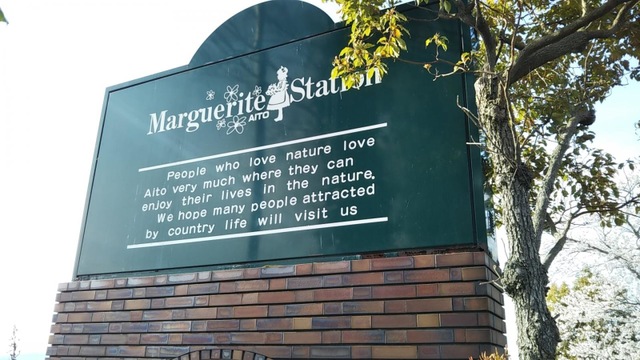 Marguerite Station
AITO
People who love nature love
Aito very much where they can
enjoy their lives in the nature.
We hope many people attracted
by country life will visit us